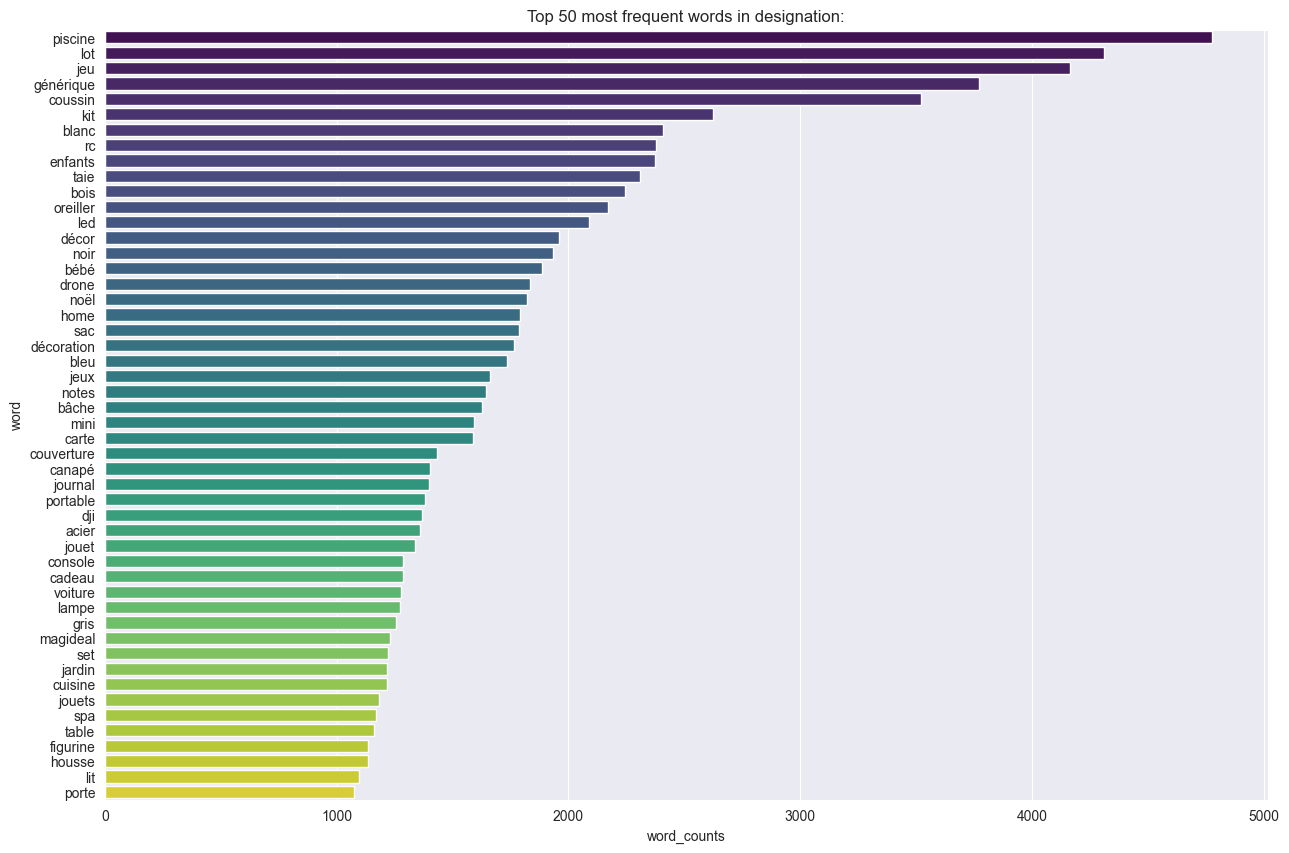 Top 50 most frequent words in designation:
piscine
lot
jeu
générique
coussin
kit
blanc
rc
enfants
taie
bois
oreiller
led
décor
noir
bébé
drone
noël
home
sac
décoration
bleu
jeux
notes
bâche
mini
carte
couverture
canapé
journal
portable
dji
acier
jouet
console
cadeau
voiture
lampe
gris
magideal
set
jardin
cuisine
jouets
spa
table
figurine
housse
lit
porte
word
0 1000 2000 3000 4000 5000
word_counts